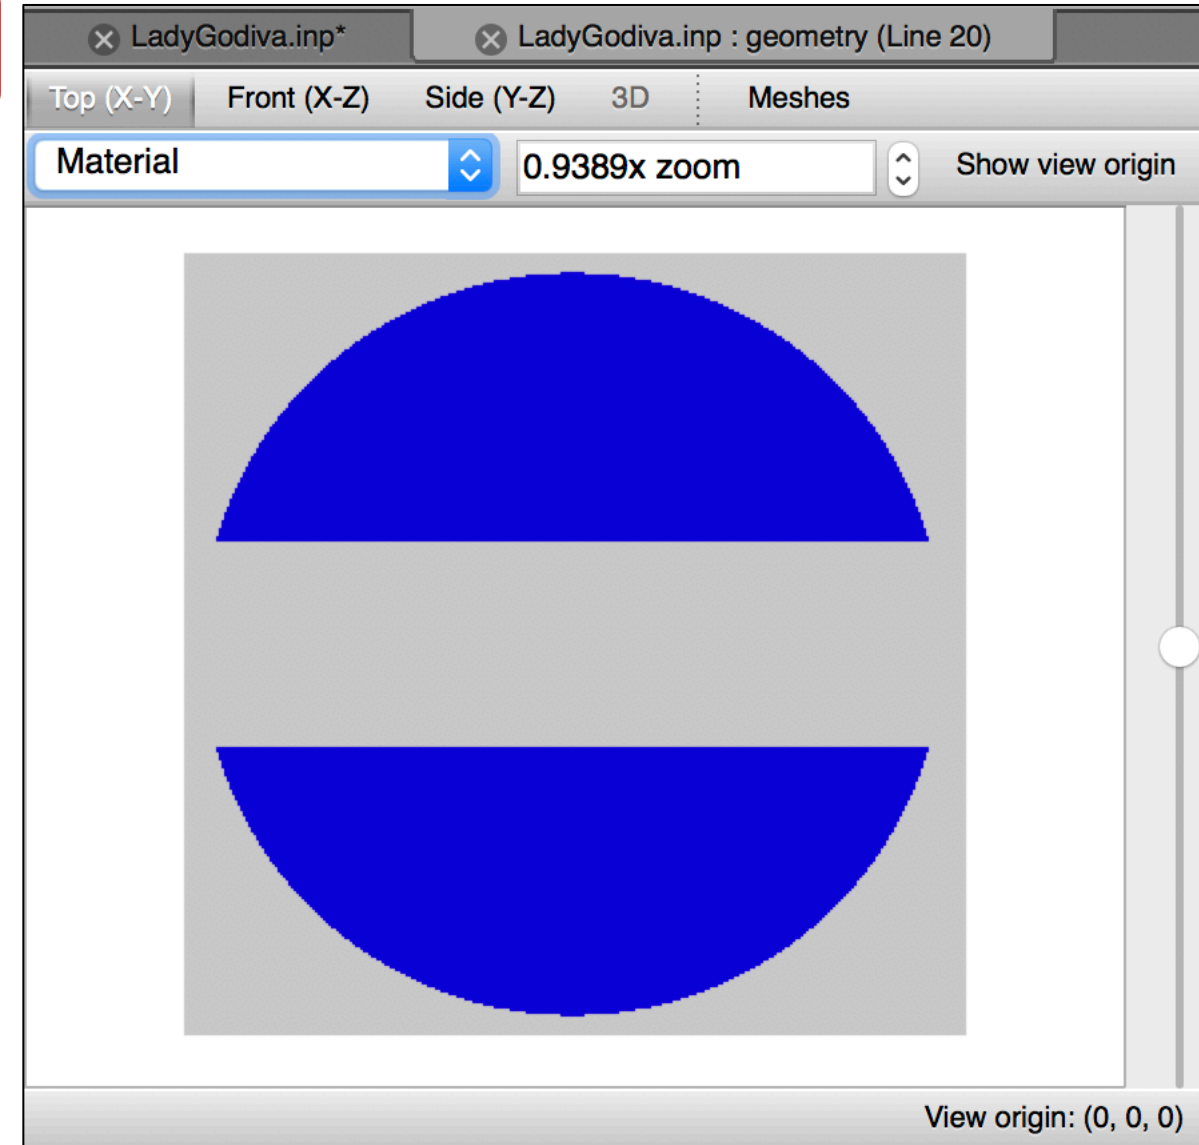 LadyGodiva.inp* LadyGodiva.inp : geometry (Line 20)
Top (X-Y) Front (X-Z) Side (Y-Z) 3D Meshes
Material 0.9389x zoom Show view origin
View origin: (0, 0, 0)